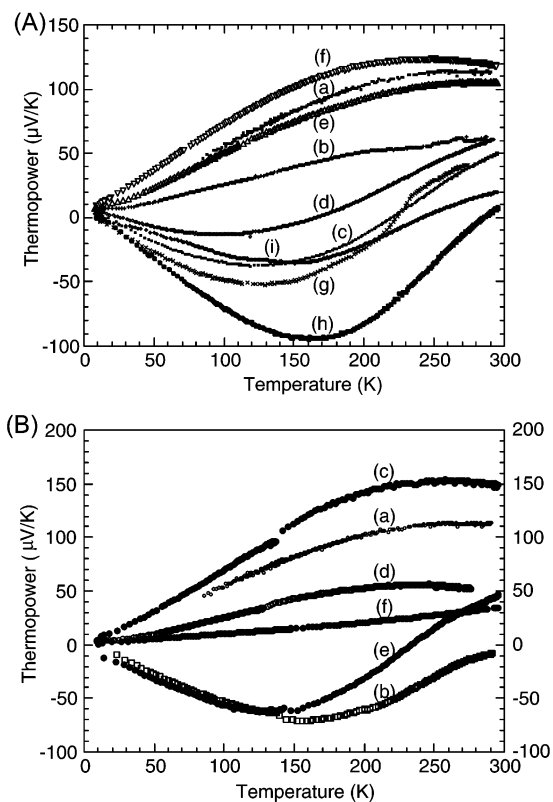 (A)
150
100
50
0
-50
-100
Thermopower (µV/K)
(f)
(a)
(e)
(b)
(d)
(i)
(c)
(g)
(h)
0 50 100 150 200 250 300
Temperature (K)
(B)
200
150
100
50
0
-50
-100
Thermopower ( µV/K)
(c)
(a)
(d)
(f)
(e)
(b)
200
150
100
50
0
-50
-100
0 50 100 150 200 250 300
Temperature (K)